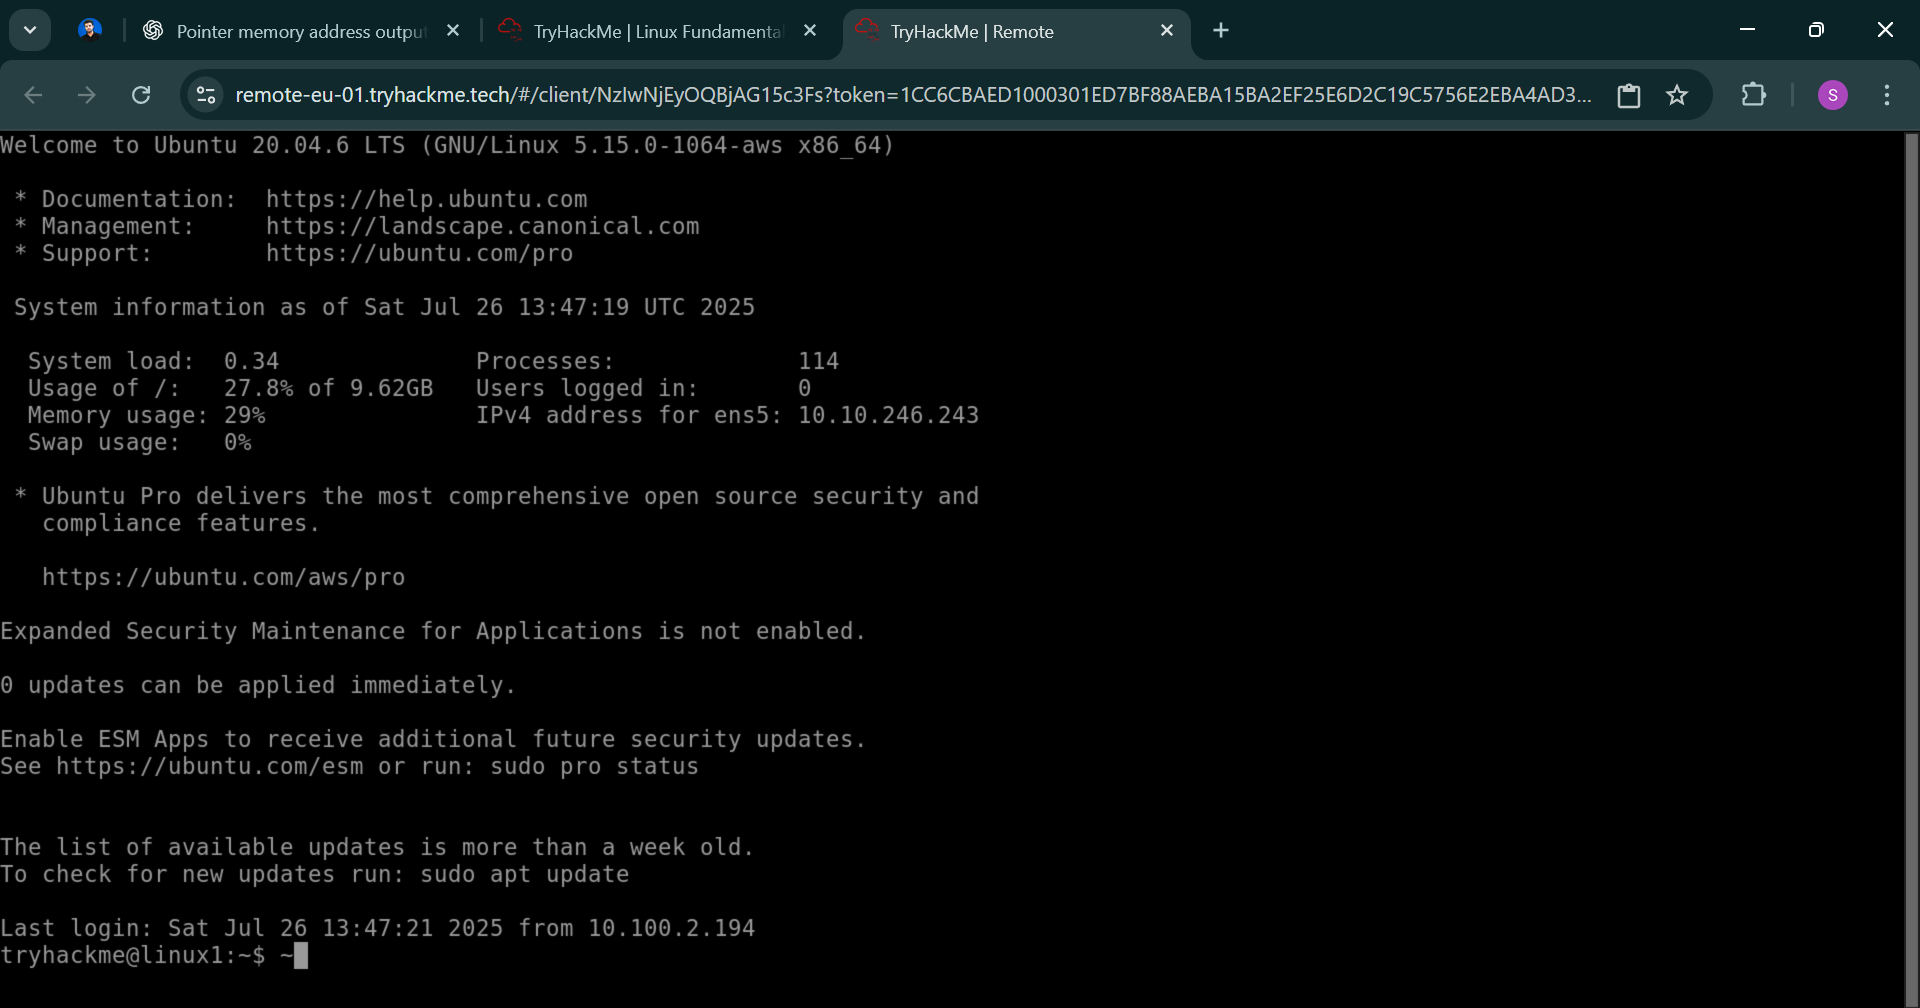 Pointer memory address outpu
TryHackMe | Linux Fundamenta
TryHackMe | Remote
remote-eu-01.tryhackme.tech/#/client/NzIwNjEyOQBjAG15c3Fs?token=1CC6CBAED1000301ED7BF88AEBA15BA2EF25E6D2C19C5756E2EBA4AD3...
S
Welcome to Ubuntu 20.04.6 LTS (GNU/Linux 5.15.0-1064-aws x86_64)
* Documentation:  https://help.ubuntu.com
* Management:     https://landscape.canonical.com
* Support:        https://ubuntu.com/pro
System information as of Sat Jul 26 13:47:19 UTC 2025
System load:  0.34              Processes:             114
Usage of /:   27.8% of 9.62GB   Users logged in:       0
Memory usage: 29%               IPv4 address for ens5: 10.10.246.243
Swap usage:   0%
* Ubuntu Pro delivers the most comprehensive open source security and
compliance features.
https://ubuntu.com/aws/pro
Expanded Security Maintenance for Applications is not enabled.
0 updates can be applied immediately.
Enable ESM Apps to receive additional future security updates.
See https://ubuntu.com/esm or run: sudo pro status
The list of available updates is more than a week old.
To check for new updates run: sudo apt update
Last login: Sat Jul 26 13:47:21 2025 from 10.100.2.194
tryhackme@linux1:~$ ~